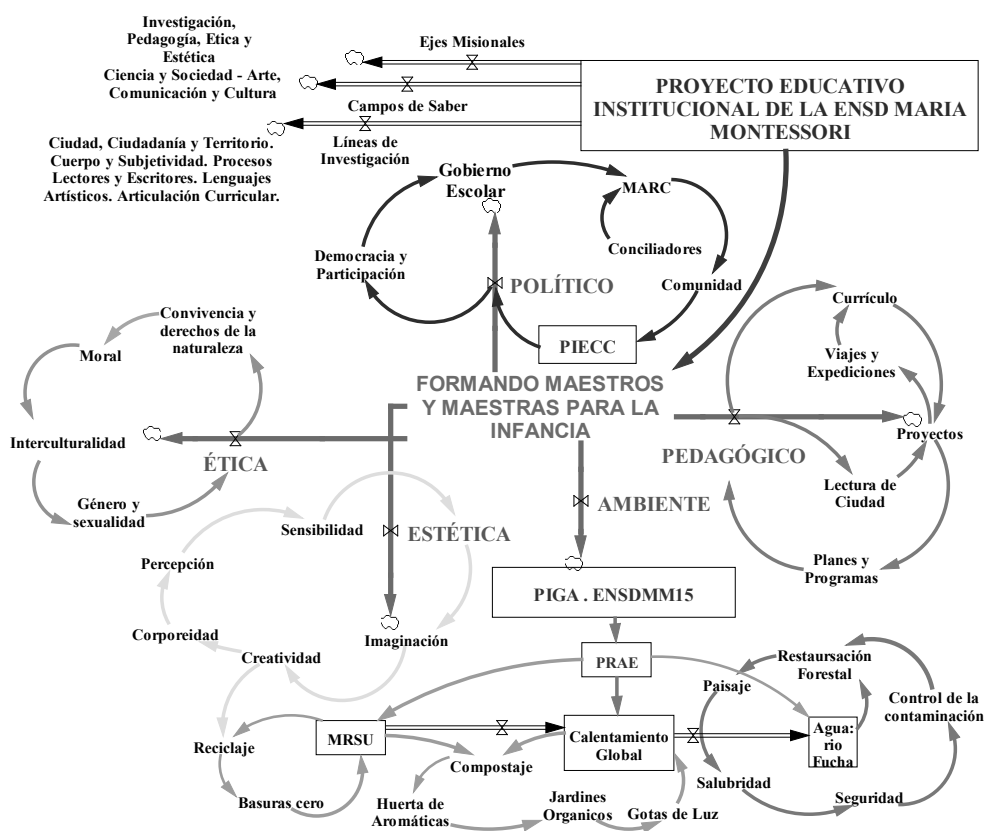 Investigación,
Pedagogía, Etica y
Estética
Ciencia y Sociedad - Arte,
Comunicación y Cultura
Ejes Misionales
Campos de Saber
Líneas de
Investigación
Ciudad, Ciudadanía y Territorio.
Cuerpo y Subjetividad. Procesos
Lectores y Escritores. Lenguajes
Artísticos. Articulación Curricular.
PROYECTO EDUCATIVO
INSTITUCIONAL DE LA ENSD MARIA
MONTESSORI
Gobierno
Escolar
MARC
Conciliadores
Comunidad
Democracia y
Participación
POLÍTICO
PIECC
Currículo
Viajes y
Expediciones
Proyectos
Lectura de
Ciudad
Planes y
Programas
PEDAGÓGICO
Convivencia y
derechos de la
naturaleza
Moral
Interculturalidad
Género y
sexualidad
ÉTICA
FORMANDO MAESTROS
Y MAESTRAS PARA LA
INFANCIA
Sensibilidad
ESTÉTICA
AMBIENTE
Percepción
Corporeidad
Creatividad
Imaginación
PIGA . ENSDMM15
PRAE
Paisaje
Restaursación
Forestal
Control de la
contaminación
Reciclaje
MRSU
Compostaje
Calentamiento
Global
Agua:
rio
Fucha
Salubridad
Seguridad
Basuras cero
Huerta de
Aromáticas
Jardines
Organicos
Gotas de Luz